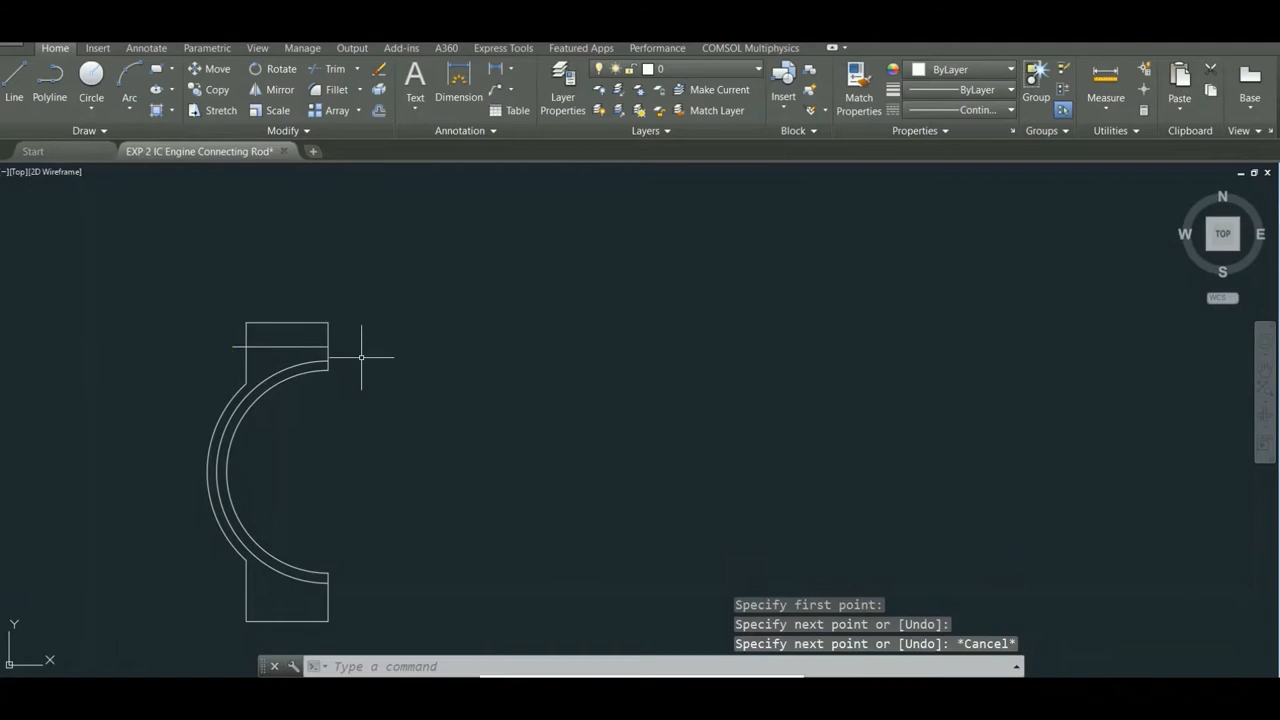 Home Insert Annotate Parametric View Manage Output Add-ins A360 Express Tools Featured Apps Performance COMSOL Multiphysics
Move Rotate Trim 0 ByLayer
Copy Mirror Fillet Make Current ByLayer
Line Polyline Circle Arc Text Dimension Layer Insert Match Group Measure Paste Base
Stretch Scale Array Table Properties Match Layer Properties Contin...
Draw Modify Annotation Layers Block Properties Groups Utilities Clipboard View
Start EXP 2 IC Engine Connecting Rod*
−][Top][2D Wireframe]
N
W TOP E
S
WCS
Specify first point:
Y Specify next point or [Undo]:
Specify next point or [Undo]: *Cancel*
X Type a command